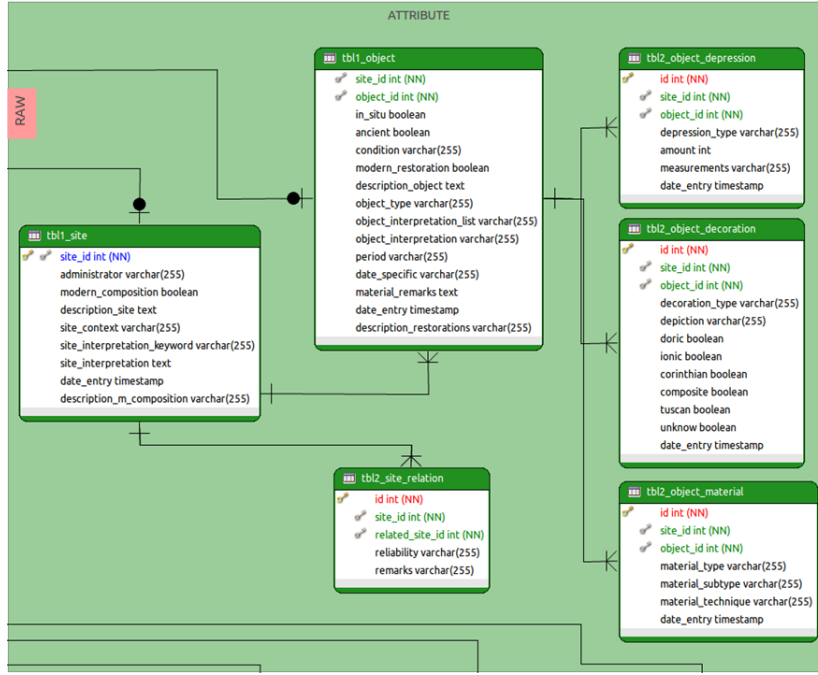 ATTRIBUTE
RAW
tbl1_object
site_id int (NN)
object_id int (NN)
in_situ boolean
ancient boolean
condition varchar(255)
modern_restoration boolean
description_object text
object_type varchar(255)
object_interpretation_list varchar(255)
object_interpretation varchar(255)
period varchar(255)
date_specific varchar(255)
material_remarks text
date_entry timestamp
description_restorations varchar(255)
tbl2_object_depression
id int (NN)
site_id int (NN)
object_id int (NN)
depression_type varchar(255)
amount int
measurements varchar(255)
date_entry timestamp
tbl1_site
site_id int (NN)
administrator varchar(255)
modern_composition boolean
description_site text
site_context varchar(255)
site_interpretation_keyword varchar(255)
site_interpretation text
date_entry timestamp
description_m_composition varchar(255)
tbl2_object_decoration
id int (NN)
site_id int (NN)
object_id int (NN)
decoration_type varchar(255)
depiction varchar(255)
doric boolean
ionic boolean
corinthian boolean
composite boolean
tuscan boolean
unknow boolean
date_entry timestamp
tbl2_site_relation
id int (NN)
site_id int (NN)
related_site_id int (NN)
reliability varchar(255)
remarks varchar(255)
tbl2_object_material
id int (NN)
site_id int (NN)
object_id int (NN)
material_type varchar(255)
material_subtype varchar(255)
material_technique varchar(255)
date_entry timestamp